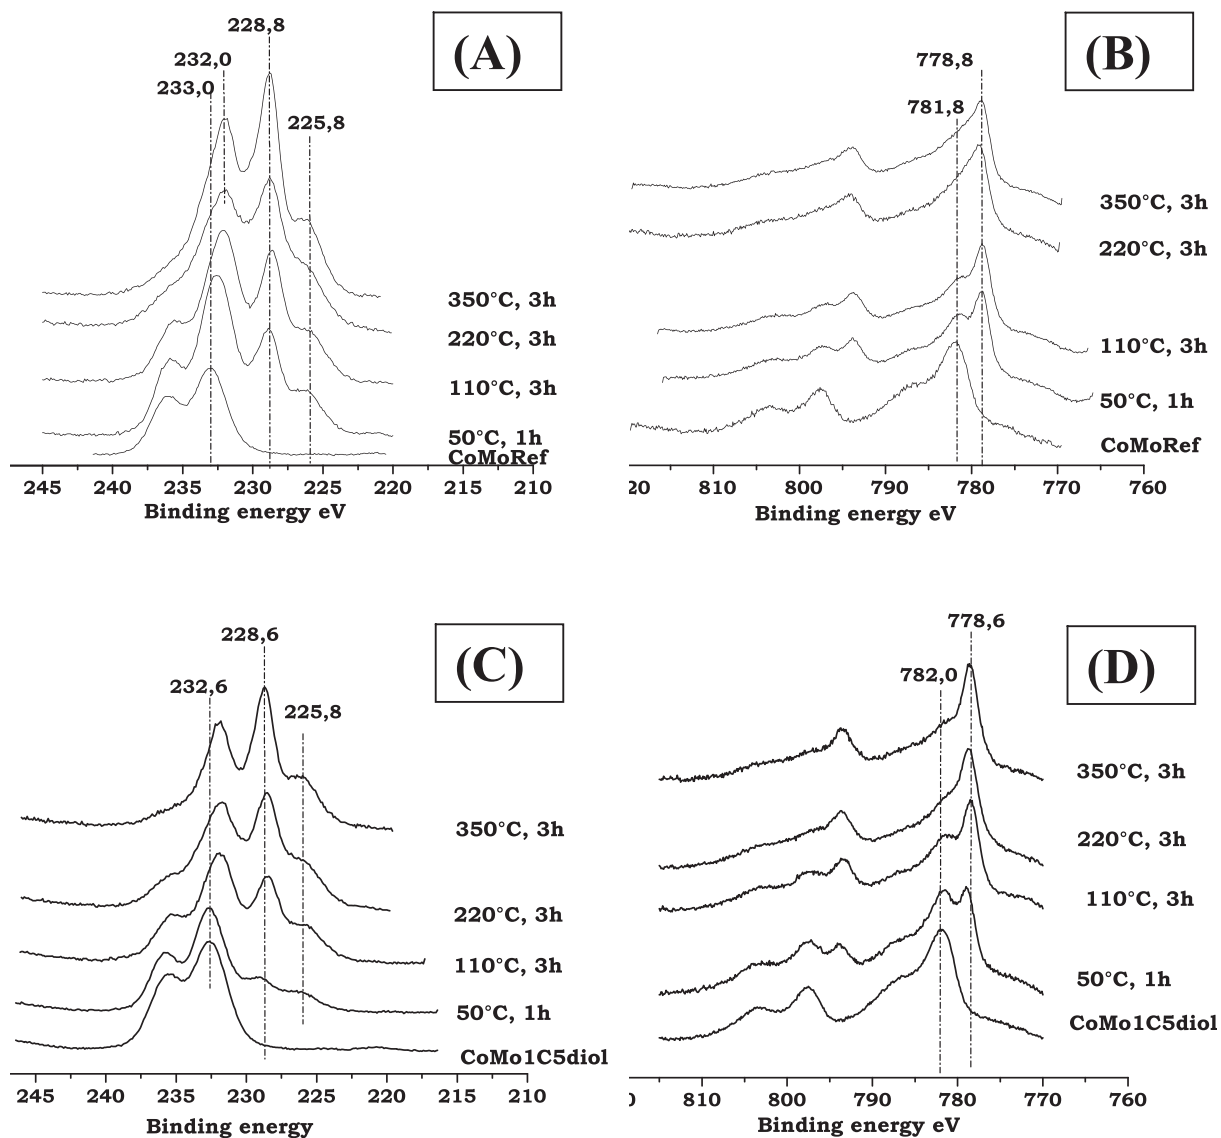 (A)
228,8
232,0
233,0
225,8
350°C, 3h
220°C, 3h
110°C, 3h
50°C, 1h
CoMoRef
245 240 235 230 225 220 215 210
Binding energy eV
(B)
778,8
781,8
350°C, 3h
220°C, 3h
110°C, 3h
50°C, 1h
CoMoRef
20 810 800 790 780 770 760
Binding energy eV
(C)
228,6
232,6
225,8
350°C, 3h
220°C, 3h
110°C, 3h
50°C, 1h
CoMo1C5diol
245 240 235 230 225 220 215 210
Binding energy
(D)
778,6
782,0
350°C, 3h
220°C, 3h
110°C, 3h
50°C, 1h
CoMo1C5diol
0 810 800 790 780 770 760
Binding energy eV